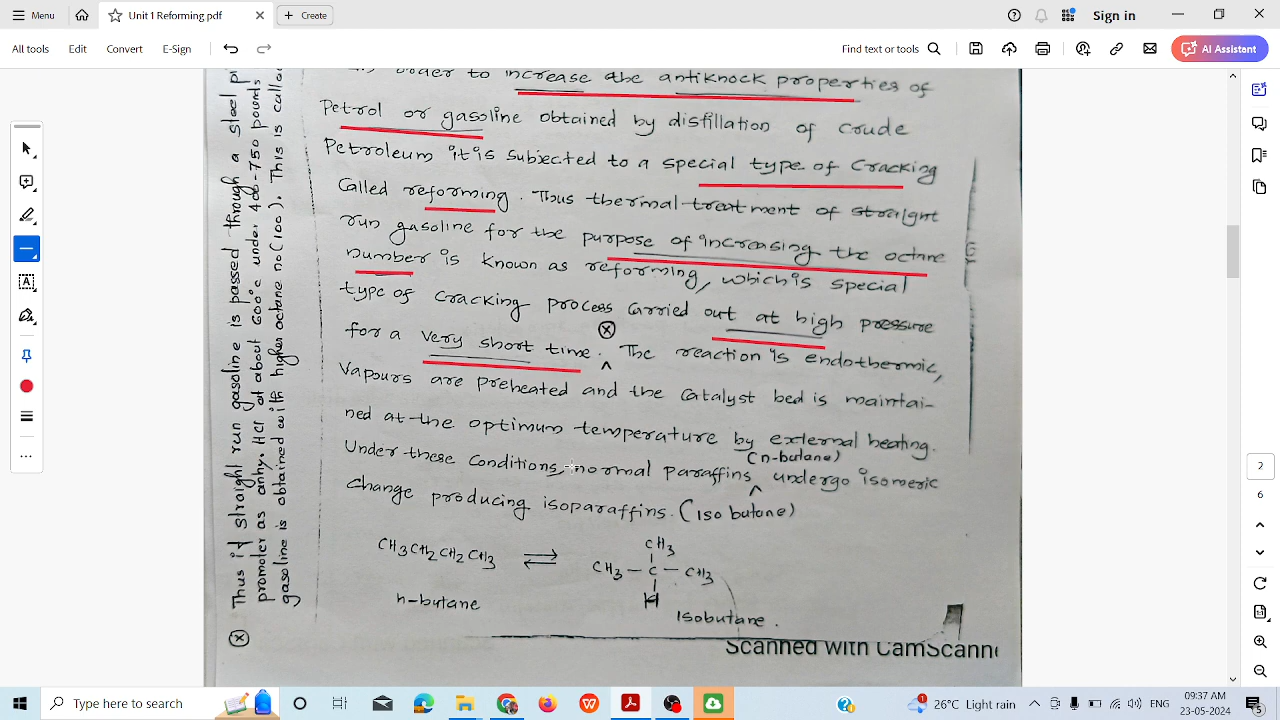 Menu
Unit 1 Reforming.pdf
Create
Sign in
All tools
Edit
Convert
E-Sign
Find text or tools
AI Assistant
order to increase the antiknock properties of
Petrol or gasoline obtained by distillation of crude
Petroleum it is subjected to a special type of Cracking
Called reforming. Thus thermal treatment of straight
run gasoline for the purpose of increasing the octane
number is known as reforming, which is special
type of Cracking process Carried out at high pressure
for a very short time. The reaction is endothermic,
Vapours are preheated and the Catalyst bed is maintai-
ned at the optimum temperature by external heating.
(n-butane)
Under these Conditions, normal paraffins undergo isomeric
Change producing isoparaffins. (iso butane)
CH3
CH3CH2CH2CH3 ⇌ CH3 – C – CH3
H
n-butane
Isobutane.
Scanned with CamScann
Thus if straight run gasoline is passed through a steel pi
promoter as anhy. HCl at about 600°c under 400-750 pounds
gasoline is obtained with higher octane no (100). This is called
2
6
Type here to search
26°C Light rain
09:37 AM
23-05-2024
5